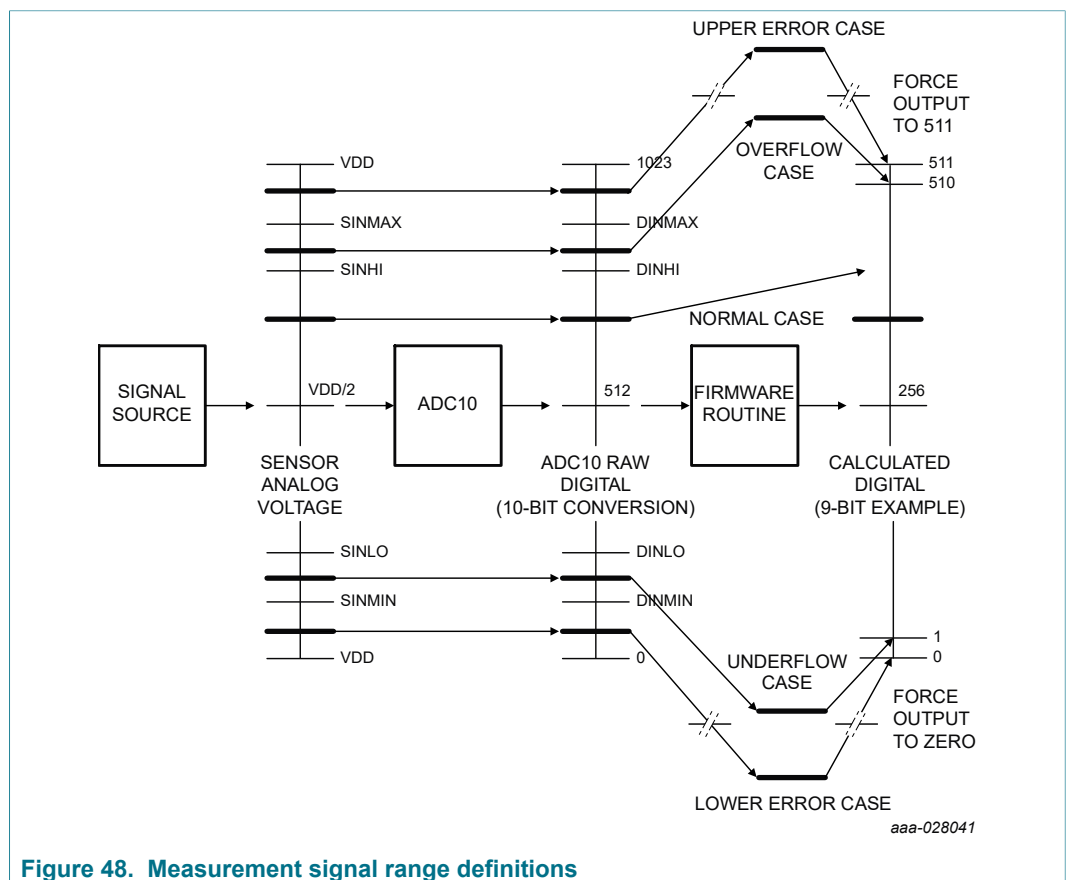 UPPER ERROR CASE
FORCE
OUTPUT
TO 511
OVERFLOW
CASE
VDD
1023
511
510
SINMAX
DINMAX
SINHI
DINHI
NORMAL CASE
SIGNAL
SOURCE
VDD/2
ADC10
512
FIRMWARE
ROUTINE
256
SENSOR
ANALOG
VOLTAGE
ADC10 RAW
DIGITAL
(10-BIT CONVERSION)
CALCULATED
DIGITAL
(9-BIT EXAMPLE)
SINLO
DINLO
SINMIN
DINMIN
VDD
0
1
0
UNDERFLOW
CASE
FORCE
OUTPUT
TO ZERO
LOWER ERROR CASE
aaa-028041
Figure 48. Measurement signal range definitions